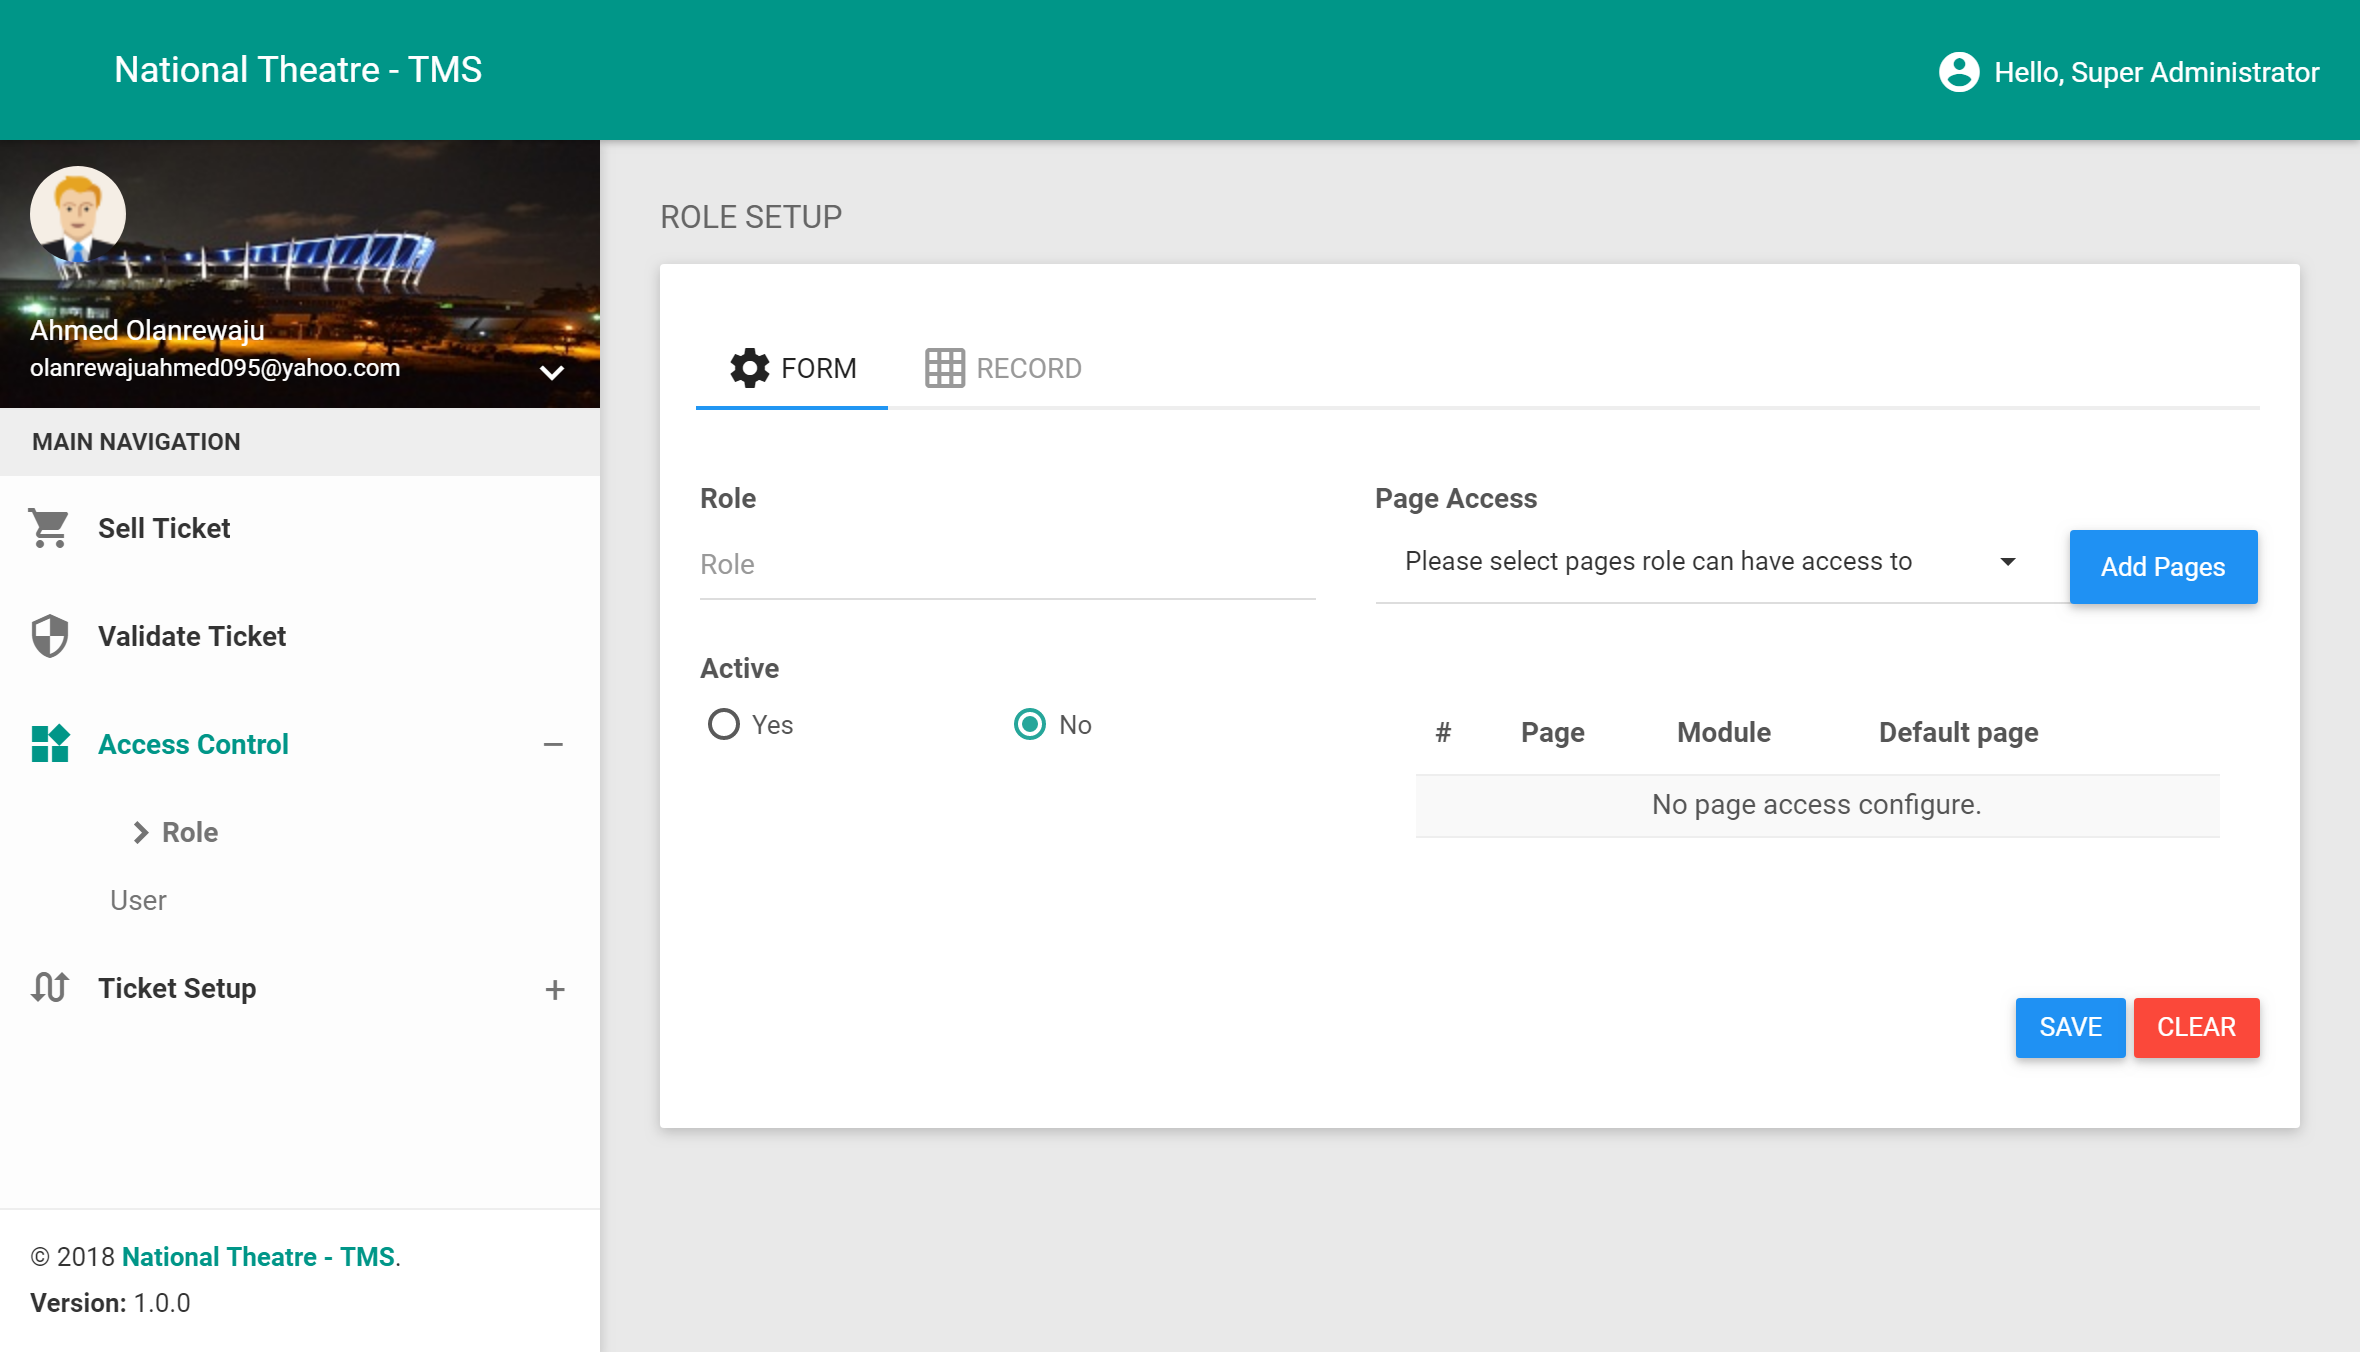 National Theatre - TMS
Hello, Super Administrator
Ahmed Olanrewaju
olanrewajuahmed095@yahoo.com
MAIN NAVIGATION
Sell Ticket
Validate Ticket
Access Control
Role
User
Ticket Setup
© 2018 National Theatre - TMS.
Version: 1.0.0
ROLE SETUP
FORM RECORD
Role
Role
Active
Yes No
Page Access
Please select pages role can have access to
Add Pages
# Page Module Default page
No page access configure.
SAVE CLEAR